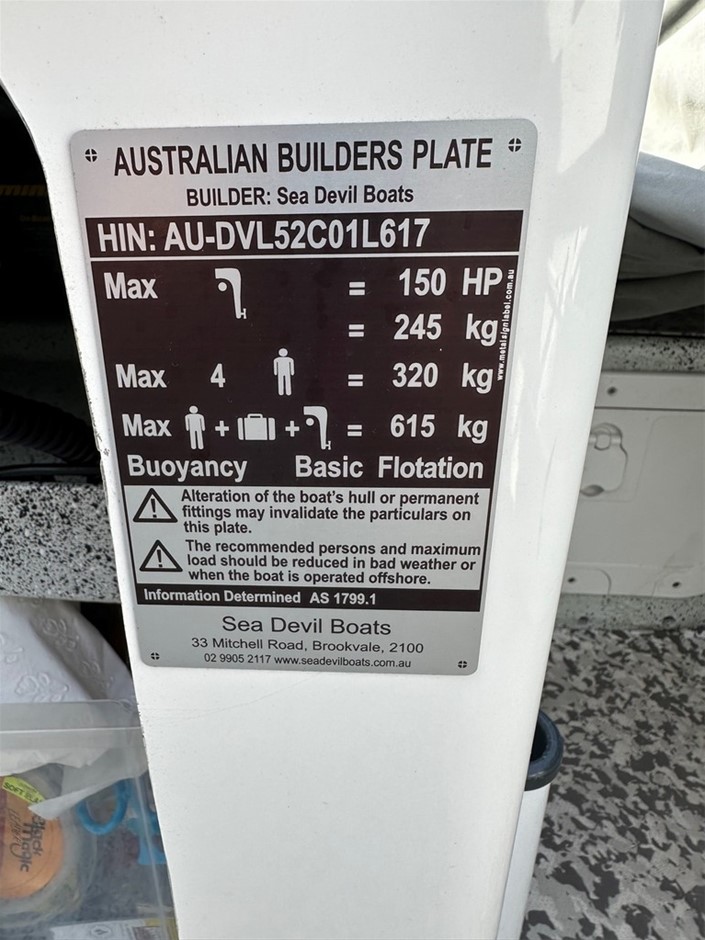 AUSTRALIAN BUILDERS PLATE
BUILDER: Sea Devil Boats
HIN: AU-DVL52C01L617
Max = 150 HP
= 245 kg
Max 4 = 320 kg
Max + + = 615 kg
www.metalsignlabel.com.au
Buoyancy Basic Flotation
Alteration of the boat's hull or permanent
fittings may invalidate the particulars on
this plate.
The recommended persons and maximum
load should be reduced in bad weather or
when the boat is operated offshore.
Information Determined AS 1799.1
Sea Devil Boats
33 Mitchell Road, Brookvale, 2100
02 9905 2117 www.seadevilboats.com.au
Black
Magic